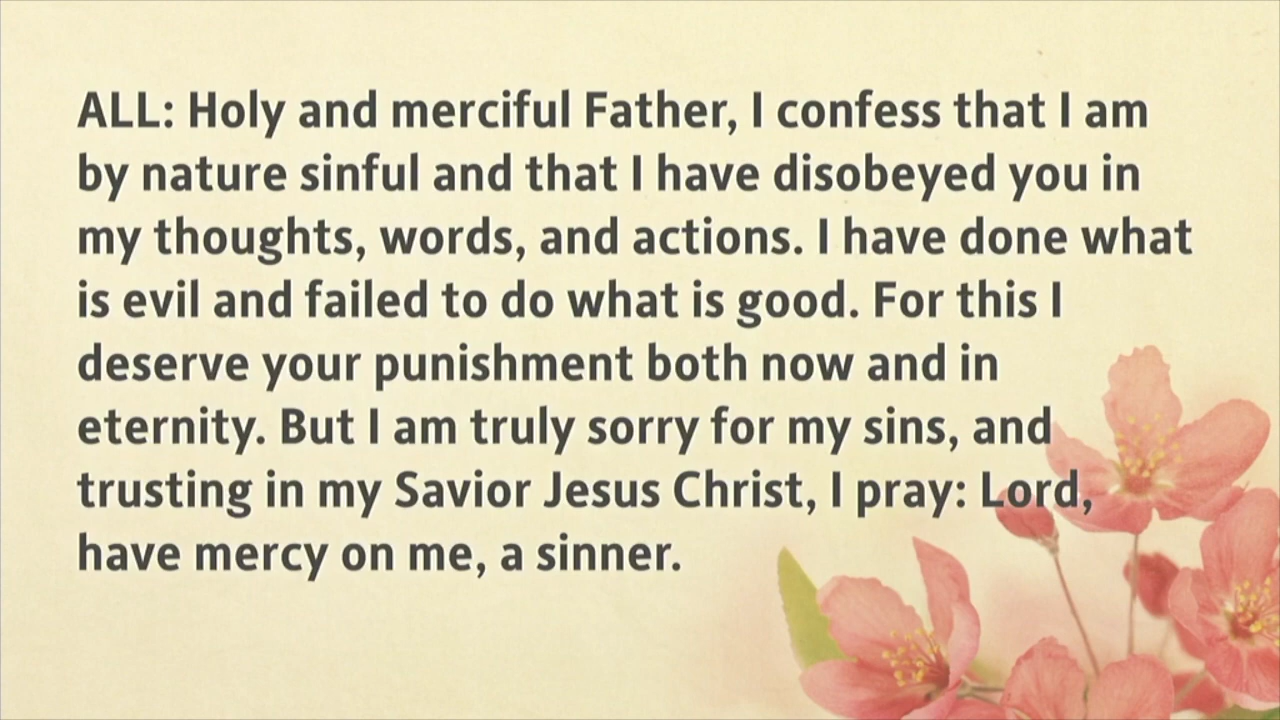 ALL: Holy and merciful Father, I confess that I am
by nature sinful and that I have disobeyed you in
my thoughts, words, and actions. I have done what
is evil and failed to do what is good. For this I
deserve your punishment both now and in
eternity. But I am truly sorry for my sins, and
trusting in my Savior Jesus Christ, I pray: Lord,
have mercy on me, a sinner.